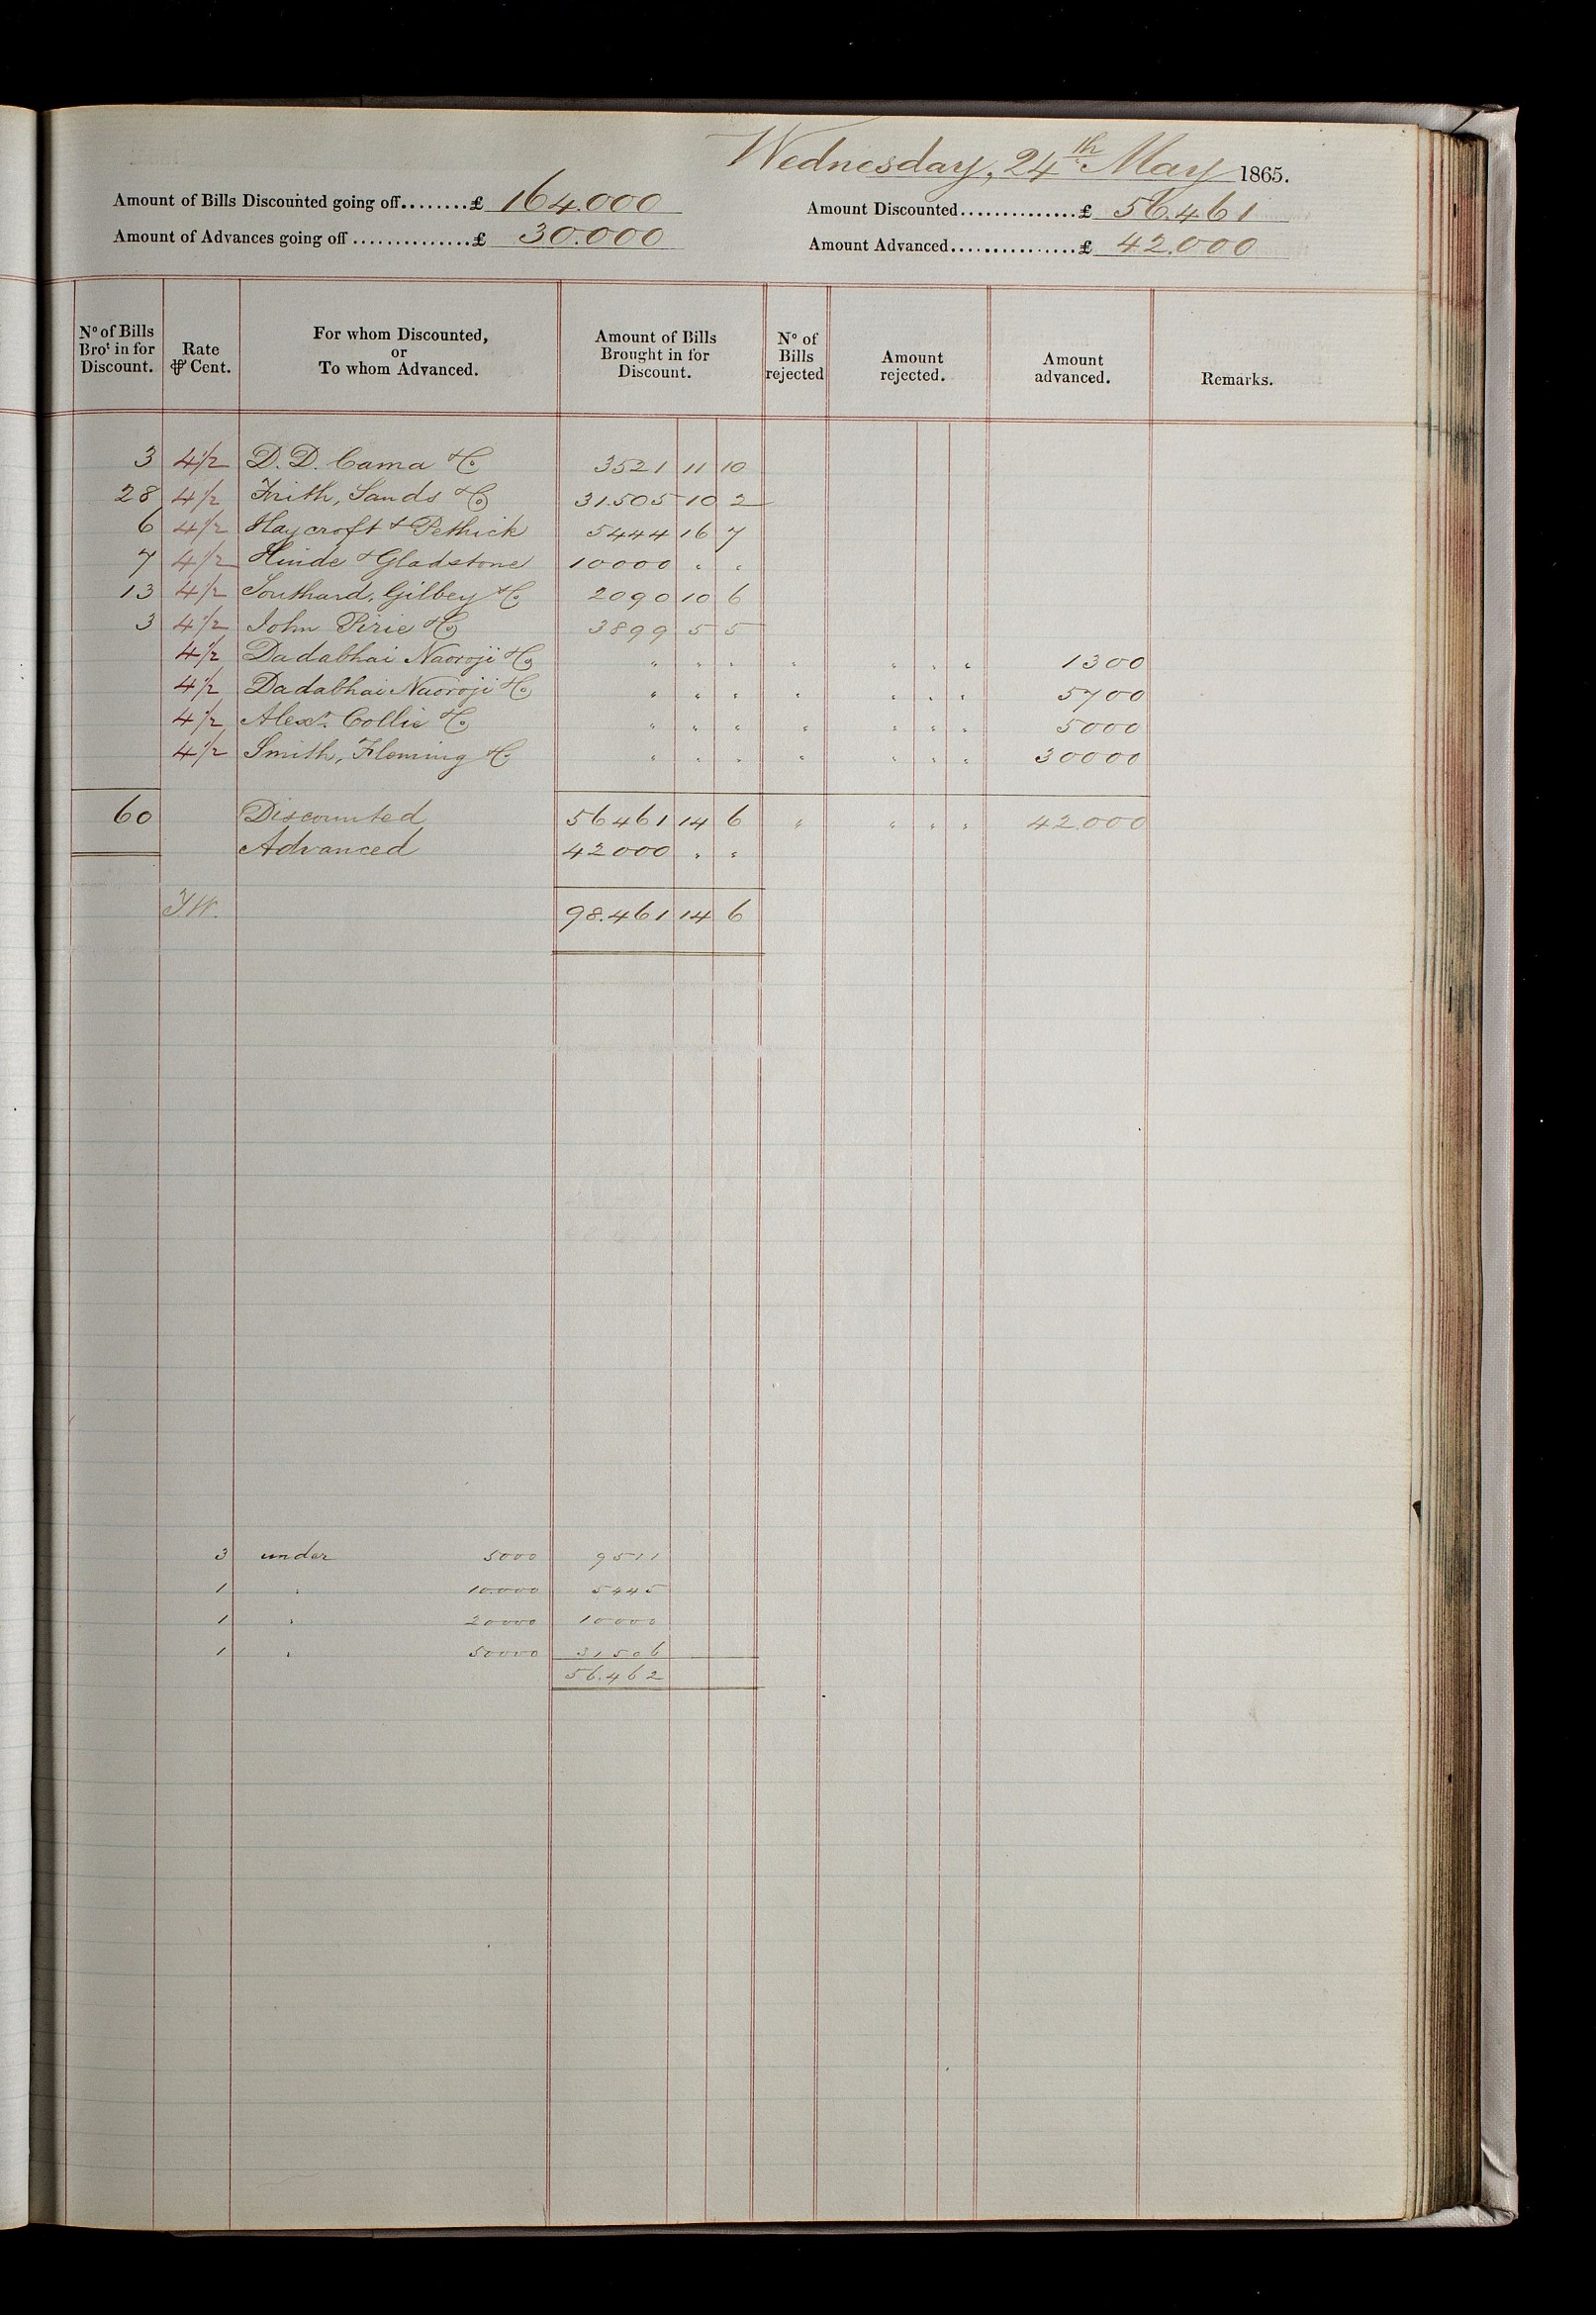 Wednesday, 24th May 1865.
Amount of Bills Discounted going off........£ 164.000
Amount Discounted..............£ 56.461
Amount of Advances going off...............£ 30.000
Amount Advanced...............£ 42.000
No of Bills Brot in for Discount. | Rate ⅌ Cent. | For whom Discounted, or To whom Advanced. | Amount of Bills Brought in for Discount. | No of Bills rejected | Amount rejected. | Amount advanced. | Remarks.
3 4½ D. D. Cama & Co 3521 11 10
28 4½ Frith, Sands & Co 31.505 10 2
6 4½ Haycroft & Pethick 5444 16 7
7 4½ Hinde & Gladstone 10000 " "
13 4½ Southard, Gilbey & Co 2090 10 6
3 4½ John Pirie & Co 3899 5 5
4½ Dadabhai Naoroji & Co " " " " " " " 1300
4½ Dadabhai Naoroji & Co " " " " " " 5700
4½ Alexr. Collie & Co " " " " " " " 5000
4½ Smith, Fleming & Co " " " " " " " 30000
60 Discounted 56461 14 6 " " " " 42.000
Advanced 42000 " "
98.461 14 6
3 under 5000 9511
1 " 10.000 5445
1 " 20000 10000
1 " 50000 31506
56.462